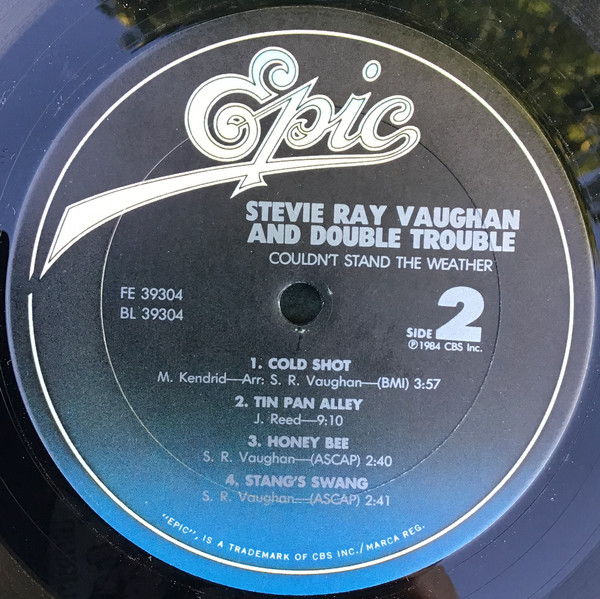 Epic
STEVIE RAY VAUGHAN
AND DOUBLE TROUBLE
COULDN'T STAND THE WEATHER
FE 39304
BL 39304
SIDE 2
℗1984 CBS Inc.
1. COLD SHOT
M. Kendrid—Arr: S. R. Vaughan—(BMI) 3:57
2. TIN PAN ALLEY
J. Reed—9:10
3. HONEY BEE
S. R. Vaughan—(ASCAP) 2:40
4. STANG'S SWANG
S. R. Vaughan—(ASCAP) 2:41
"EPIC", IS A TRADEMARK OF CBS INC./MARCA REG.